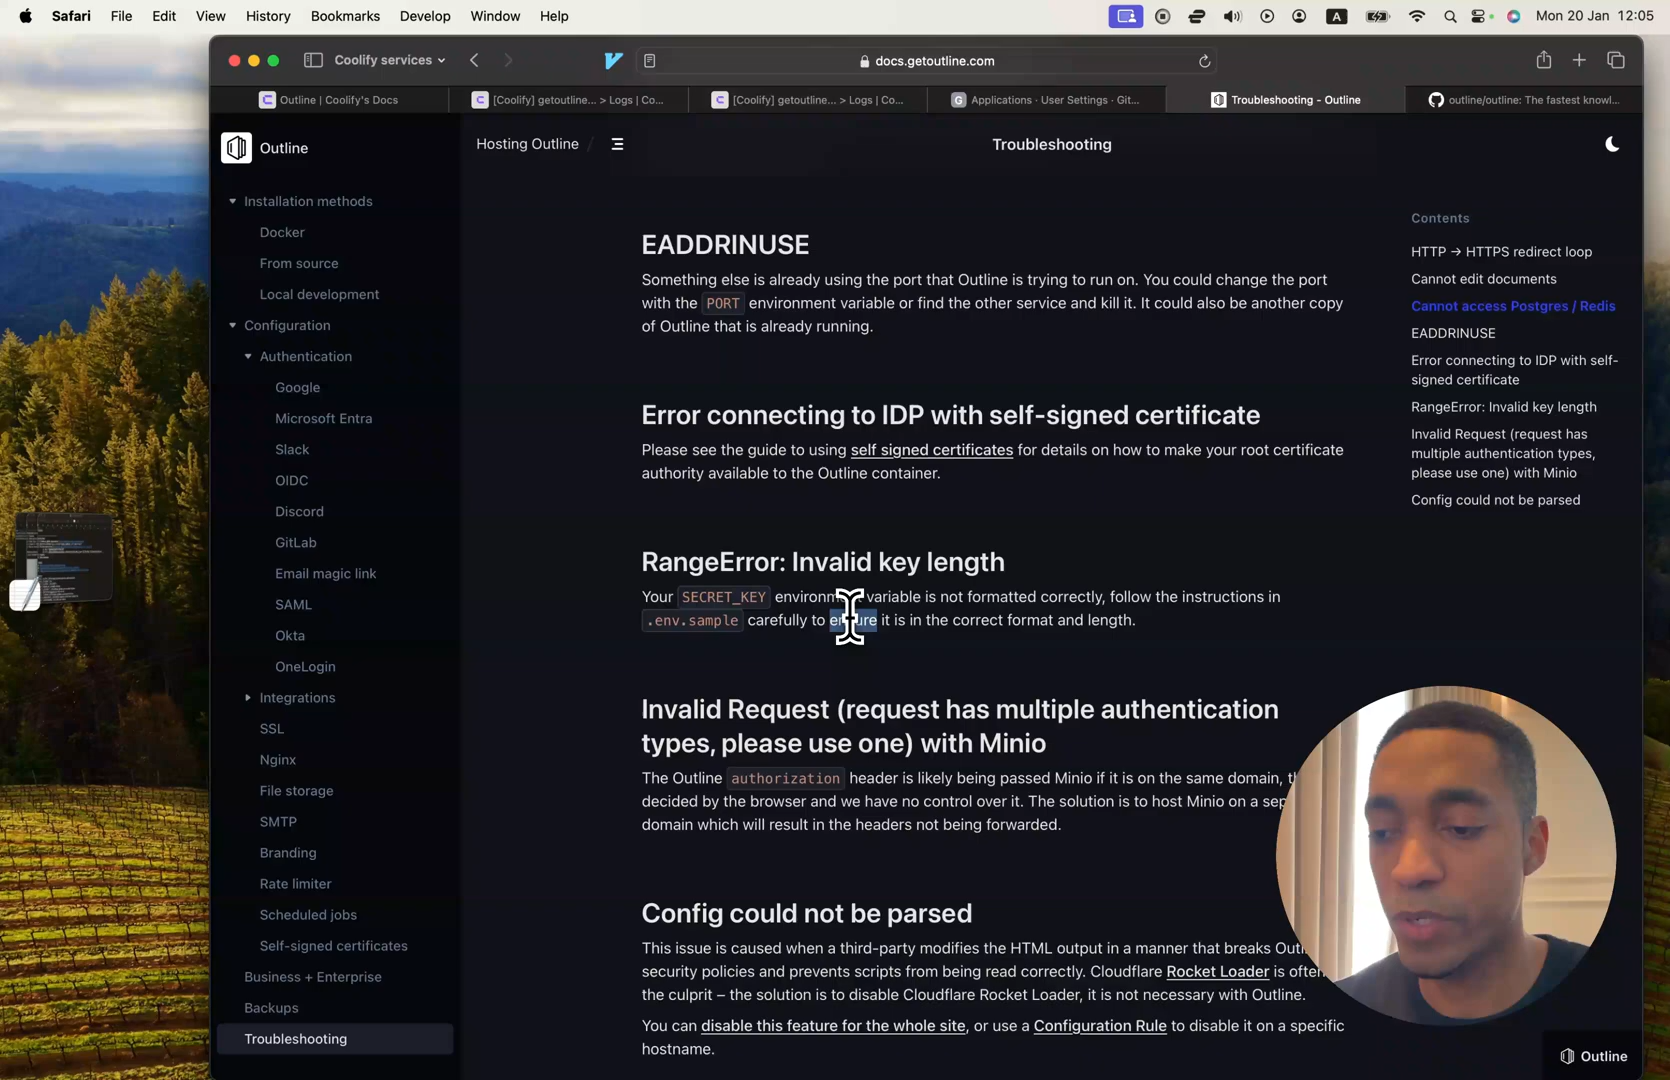 Safari File Edit View History Bookmarks Develop Window Help
A
Mon 20 Jan 12:05
Coolify services
docs.getoutline.com
Outline | Coolify's Docs
[Coolify] getoutline... > Logs | Co...
[Coolify] getoutline... > Logs | Co...
Applications · User Settings · Git...
Troubleshooting - Outline
outline/outline: The fastest knowl...
Outline
Installation methods
Docker
From source
Local development
Configuration
Authentication
Google
Microsoft Entra
Slack
OIDC
Discord
GitLab
Email magic link
SAML
Okta
OneLogin
Integrations
SSL
Nginx
File storage
SMTP
Branding
Rate limiter
Scheduled jobs
Self-signed certificates
Business + Enterprise
Backups
Troubleshooting
Hosting Outline /
Troubleshooting
EADDRINUSE
Something else is already using the port that Outline is trying to run on. You could change the port
with the PORT environment variable or find the other service and kill it. It could also be another copy
of Outline that is already running.
Error connecting to IDP with self-signed certificate
Please see the guide to using self signed certificates for details on how to make your root certificate
authority available to the Outline container.
RangeError: Invalid key length
Your SECRET_KEY environment variable is not formatted correctly, follow the instructions in
.env.sample carefully to ensure it is in the correct format and length.
Invalid Request (request has multiple authentication
types, please use one) with Minio
The Outline authorization header is likely being passed Minio if it is on the same domain,
decided by the browser and we have no control over it. The solution is to host Minio on a
domain which will result in the headers not being forwarded.
Config could not be parsed
This issue is caused when a third-party modifies the HTML output in a manner that breaks
security policies and prevents scripts from being read correctly. Cloudflare Rocket Loader is often
the culprit – the solution is to disable Cloudflare Rocket Loader, it is not necessary with Outline.
You can disable this feature for the whole site, or use a Configuration Rule to disable it on a specific
hostname.
Contents
HTTP → HTTPS redirect loop
Cannot edit documents
Cannot access Postgres / Redis
EADDRINUSE
Error connecting to IDP with self-
signed certificate
RangeError: Invalid key length
Invalid Request (request has
multiple authentication types,
please use one) with Minio
Config could not be parsed
Outline